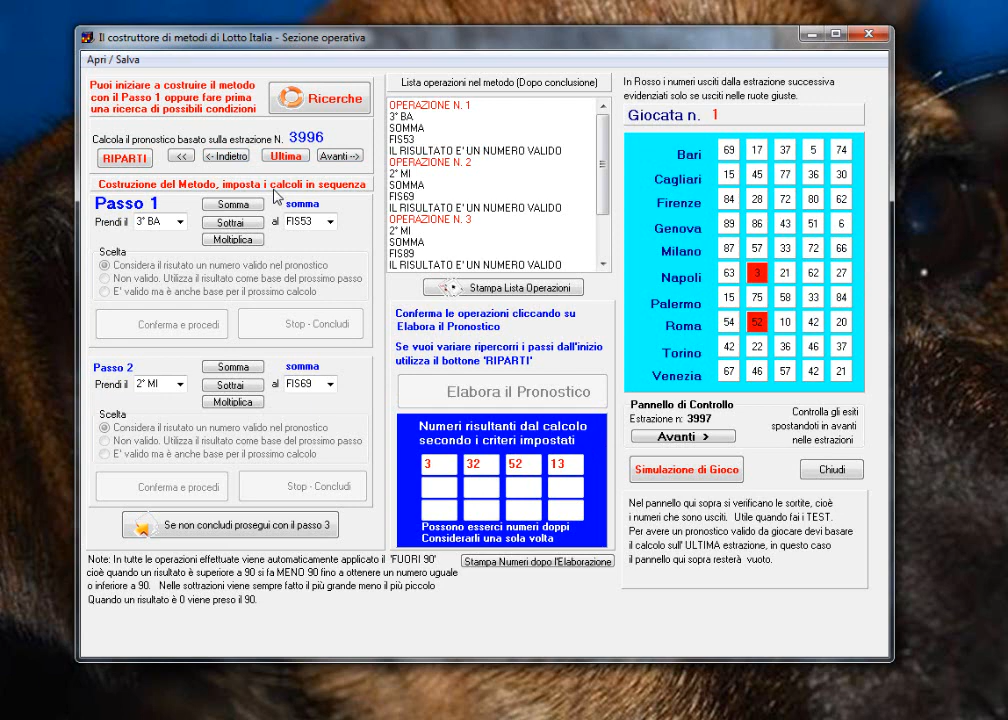 Il costruttore di metodi di Lotto Italia - Sezione operativa
Apri / Salva
Puoi iniziare a costruire il metodo
con il Passo 1 oppure fare prima
una ricerca di possibili condizioni
Ricerche
Calcola il pronostico basato sulla estrazione N. 3996
RIPARTI << <- Indietro Ultima Avanti -->
Costruzione del Metodo, imposta i calcoli in sequenza
Passo 1 Somma somma
Prendi il 3° BA Sottrai al FIS53
Moltiplica
Scelta
Considera il risutato un numero valido nel pronostico
Non valido. Utilizza il risultato come base del prossimo passo
E' valido ma è anche base per il prossimo calcolo
Conferma e procedi Stop - Concludi
Passo 2 Somma somma
Prendi il 2° MI Sottrai al FIS69
Moltiplica
Scelta
Considera il risultato un numero valido nel pronostico
Non valido. Utilizza il risultato come base del prossimo passo
E' valido ma è anche base per il prossimo calcolo
Conferma e procedi Stop - Concludi
Se non concludi prosegui con il passo 3
Note: In tutte le operazioni effettuate viene automaticamente applicato il 'FUORI 90'
cioè quando un risultato è superiore a 90 si fa MENO 90 fino a ottenere un numero uguale
o inferiore a 90. Nelle sottrazioni viene sempre fatto il più grande meno il più piccolo
Quando un risultato è 0 viene preso il 90.
Lista operazioni nel metodo (Dopo conclusione)
OPERAZIONE N. 1
3° BA
SOMMA
FIS53
IL RISULTATO E' UN NUMERO VALIDO
OPERAZIONE N. 2
2° MI
SOMMA
FIS69
IL RISULTATO E' UN NUMERO VALIDO
OPERAZIONE N. 3
2° MI
SOMMA
FIS89
IL RISULTATO E' UN NUMERO VALIDO
Stampa Lista Operazioni
Conferma le operazioni cliccando su
Elabora il Pronostico
Se vuoi variare ripercorri i passi dall'inizio
utilizza il bottone 'RIPARTI'
Elabora il Pronostico
Numeri risultanti dal calcolo
secondo i criteri impostati
3 32 52 13
Possono esserci numeri doppi
Considerarli una sola volta
Stampa Numeri dopo l'Elaborazione
In Rosso i numeri usciti dalla estrazione successiva
evidenziati solo se usciti nelle ruote giuste.
Giocata n. 1
Bari 69 17 37 5 74
Cagliari 15 45 77 36 30
Firenze 84 28 72 80 62
Genova 89 86 43 51 6
Milano 87 57 33 72 66
Napoli 63 3 21 62 27
Palermo 15 75 58 33 84
Roma 54 52 10 42 20
Torino 42 22 36 46 37
Venezia 67 46 57 42 21
Pannello di Controllo
Estrazione n: 3997
Avanti >
Controlla gli esiti
spostandoti in avanti
nelle estrazioni
Simulazione di Gioco Chiudi
Nel pannello qui sopra si verificano le sortite, cioè
i numeri che sono usciti. Utile quando fai i TEST.
Per avere un pronostico valido da giocare devi basare
il calcolo sull' ULTIMA estrazione, in questo caso
il pannello qui sopra resterà vuoto.